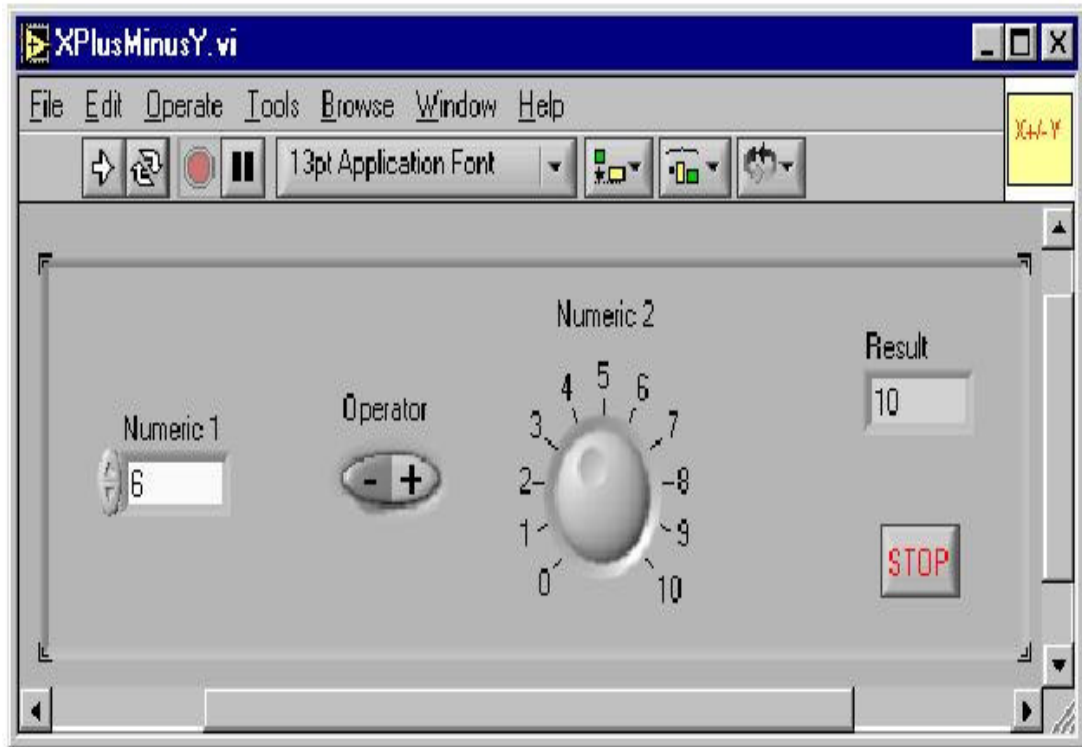 XPlusMinusY.vi
File Edit Operate Tools Browse Window Help
X+/-Y
13pt Application Font
Numeric 1
6
Operator
- +
Numeric 2
0 1 2 3 4 5 6 7 8 9 10
Result
10
STOP